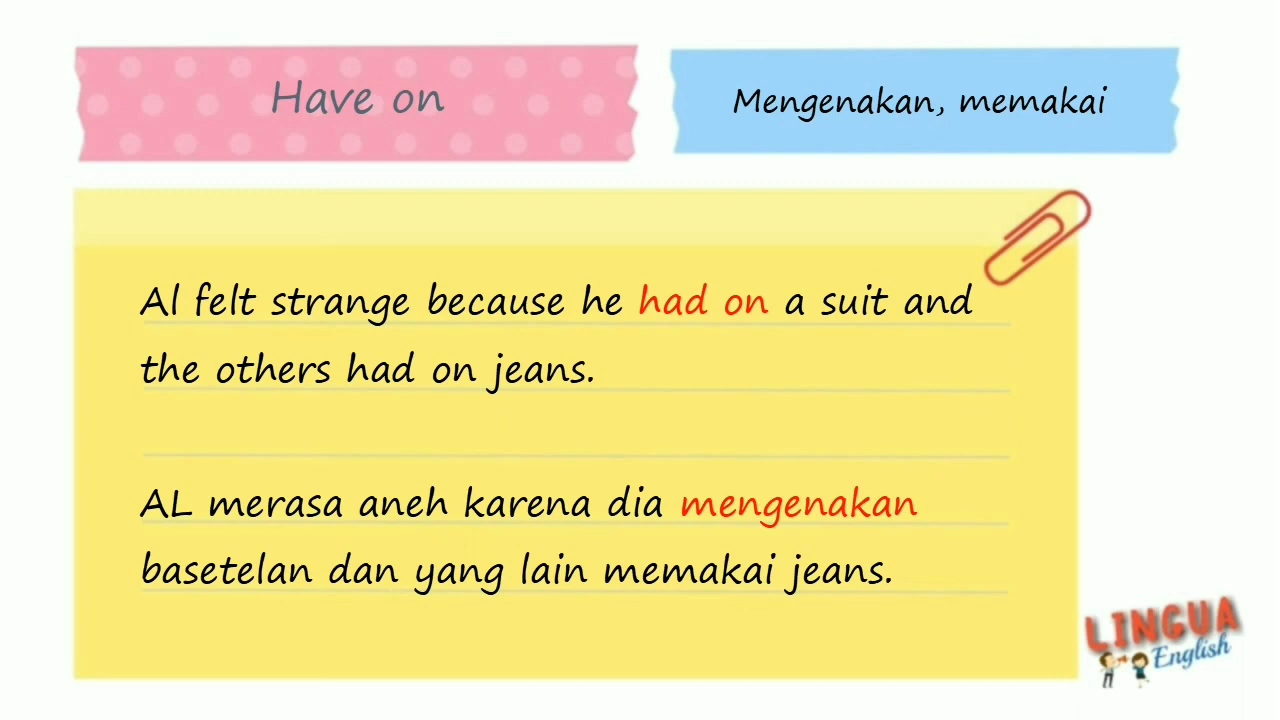 Have on
Mengenakan, memakai
Al felt strange because he had on a suit and
the others had on jeans.
AL merasa aneh karena dia mengenakan
basetelan dan yang lain memakai jeans.
LINGUA
English